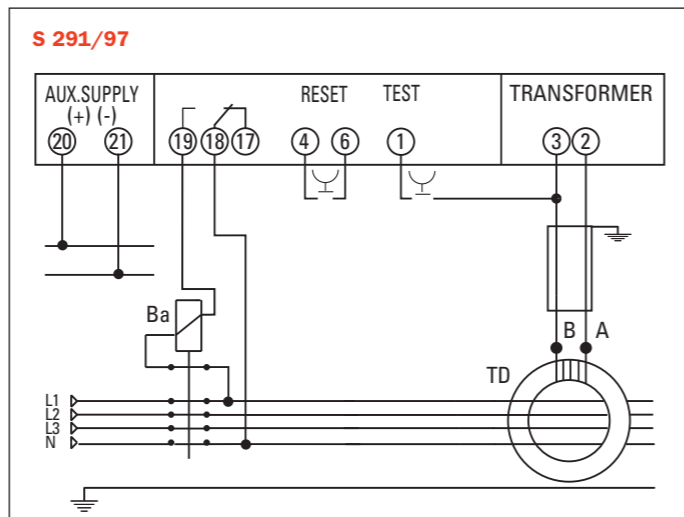 S 291/97
AUX.SUPPLY
(+) (-)
RESET
TEST
TRANSFORMER
20
21
19
18
17
4
6
1
3
2
Ba
B
A
TD
L1
L2
L3
N